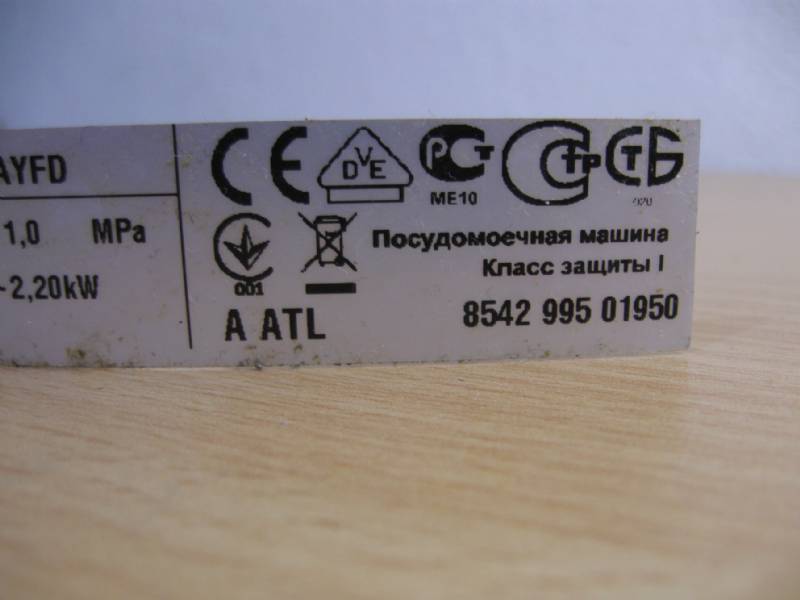 AYFD
1,0 MPa
2,20kW
CE DVE PCT ME10 СТБ
001
Посудомоечная машина
Класс защиты I
A ATL 8542 995 01950